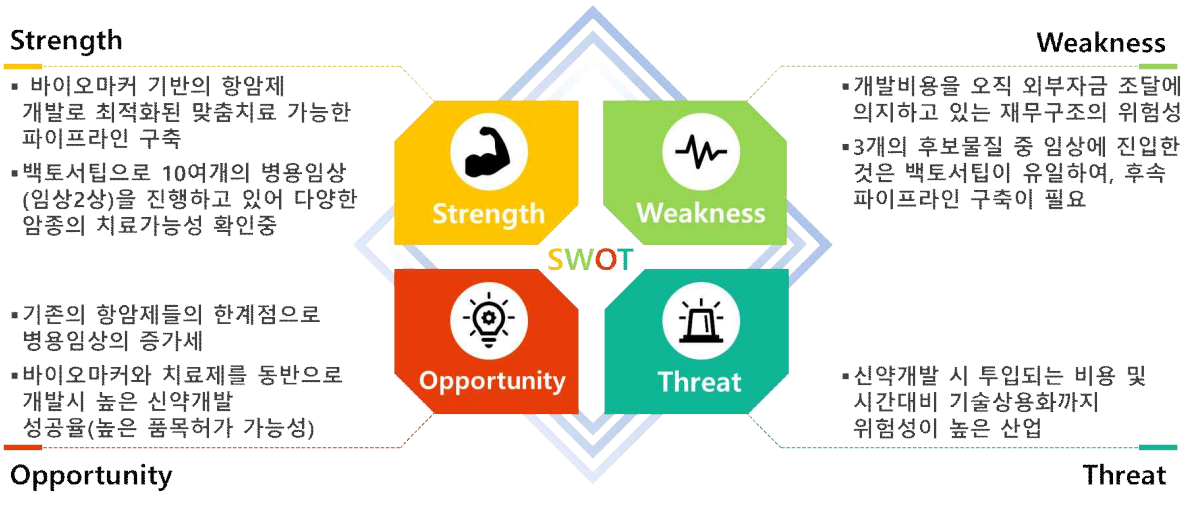 Strength
▪ 바이오마커 기반의 항암제
개발로 최적화된 맞춤치료 가능한
파이프라인 구축
▪백토서팁으로 10여개의 병용임상
(임상2상)을 진행하고 있어 다양한
암종의 치료가능성 확인중
Weakness
▪개발비용을 오직 외부자금 조달에
의지하고 있는 재무구조의 위험성
▪3개의 후보물질 중 임상에 진입한
것은 백토서팁이 유일하여, 후속
파이프라인 구축이 필요
Strength
Weakness
SWOT
Opportunity
Threat
▪기존의 항암제들의 한계점으로
병용임상의 증가세
▪바이오마커와 치료제를 동반으로
개발시 높은 신약개발
성공율(높은 품목허가 가능성)
Opportunity
▪신약개발 시 투입되는 비용 및
시간대비 기술상용화까지
위험성이 높은 산업
Threat